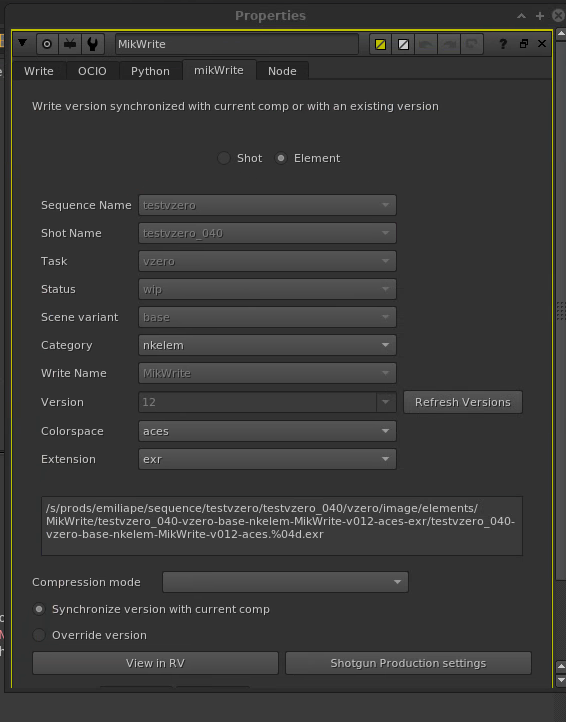 Properties
MikWrite
?
Write OCIO Python mikWrite Node
Write version synchronized with current comp or with an existing version
Shot Element
Sequence Name testvzero
Shot Name testvzero_040
Task vzero
Status wip
Scene variant base
Category nkelem
Write Name MikWrite
Version 12 Refresh Versions
Colorspace aces
Extension exr
/s/prods/emiliape/sequence/testvzero/testvzero_040/vzero/image/elements/
MikWrite/testvzero_040-vzero-base-nkelem-MikWrite-v012-aces-exr/testvzero_040-
vzero-base-nkelem-MikWrite-v012-aces.%04d.exr
Compression mode
Synchronize version with current comp
Override version
View in RV Shotgun Production settings